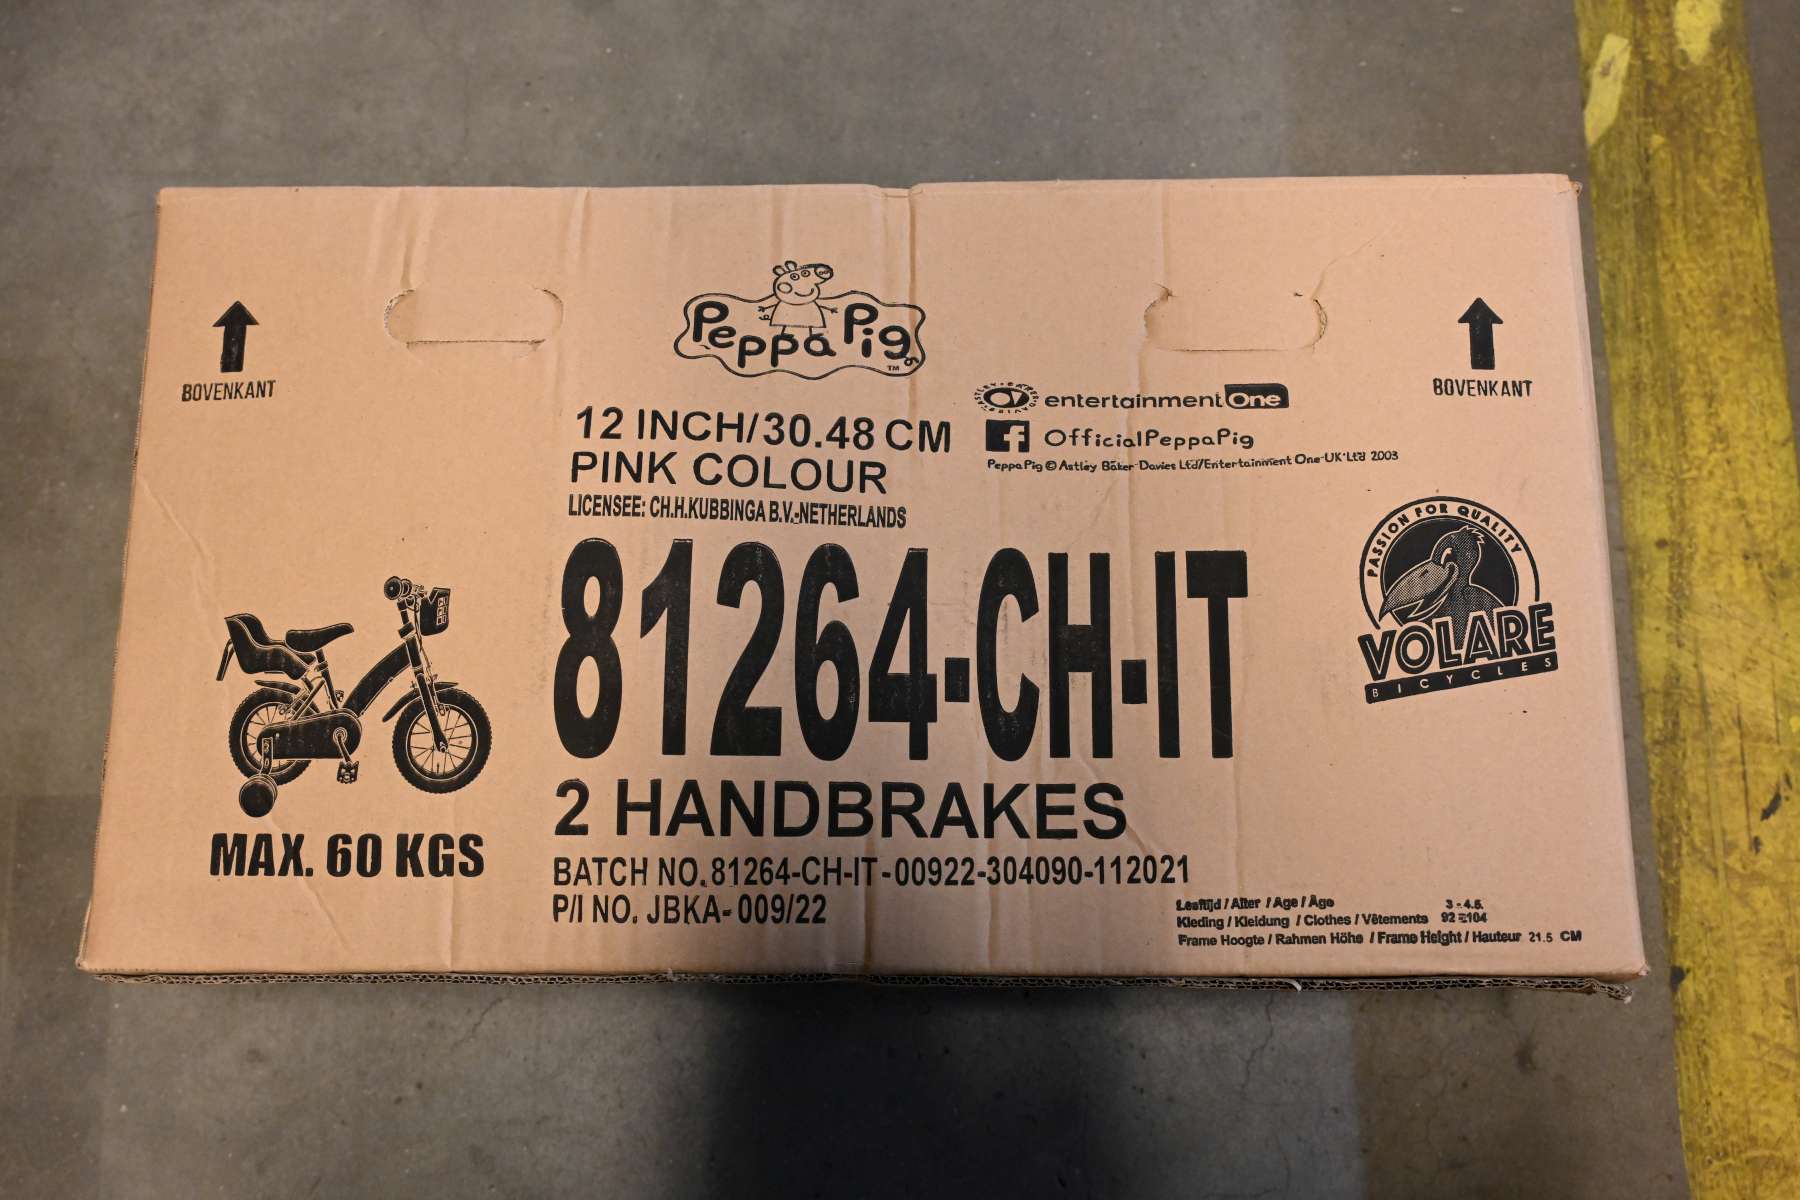 Peppa Pig TM
BOVENKANT
BOVENKANT
entertainment One
OfficialPeppaPig
Peppa Pig © Astley Baker Davies Ltd/Entertainment One UK Ltd 2003
12 INCH/30.48 CM
PINK COLOUR
LICENSEE: CH.H.KUBBINGA B.V.-NETHERLANDS
PASSION FOR QUALITY
VOLARE
BICYCLES
81264-CH-IT
2 HANDBRAKES
MAX. 60 KGS
BATCH NO. 81264-CH-IT-00922-304090-112021
P/I NO. JBKA-009/22
Leeftijd / Alter / Age / Âge 3 - 4.5.
Kleding / Kleidung / Clothes / Vêtements 92 - 104
Frame Hoogte / Rahmen Höhe / Frame Height / Hauteur 21.5 CM